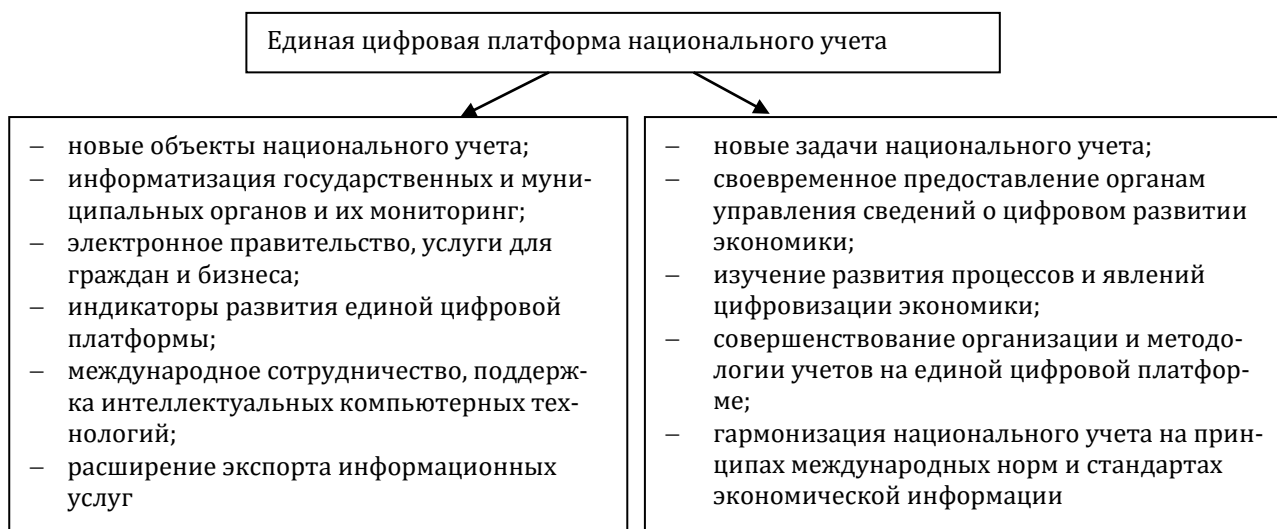 Единая цифровая платформа национального учета
– новые объекты национального учета;
– информатизация государственных и муни-
ципальных органов и их мониторинг;
– электронное правительство, услуги для
граждан и бизнеса;
– индикаторы развития единой цифровой
платформы;
– международное сотрудничество, поддерж-
ка интеллектуальных компьютерных тех-
нологий;
– расширение экспорта информационных
услуг
– новые задачи национального учета;
– своевременное предоставление органам
управления сведений о цифровом развитии
экономики;
– изучение развития процессов и явлений
цифровизации экономики;
– совершенствование организации и методо-
логии учетов на единой цифровой платфор-
ме;
– гармонизация национального учета на прин-
ципах международных норм и стандартах
экономической информации